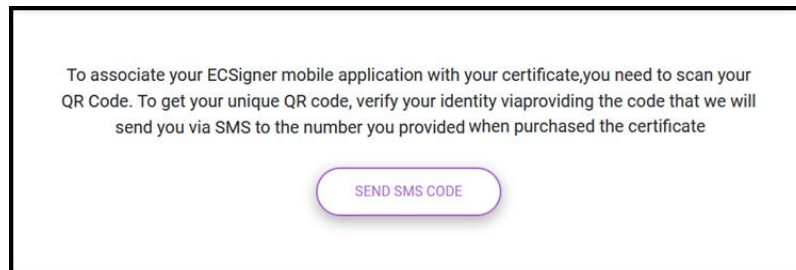 To associate your ECSigner mobile application with your certificate,you need to scan your
QR Code. To get your unique QR code, verify your identity viaproviding the code that we will
send you via SMS to the number you provided when purchased the certificate
SEND SMS CODE